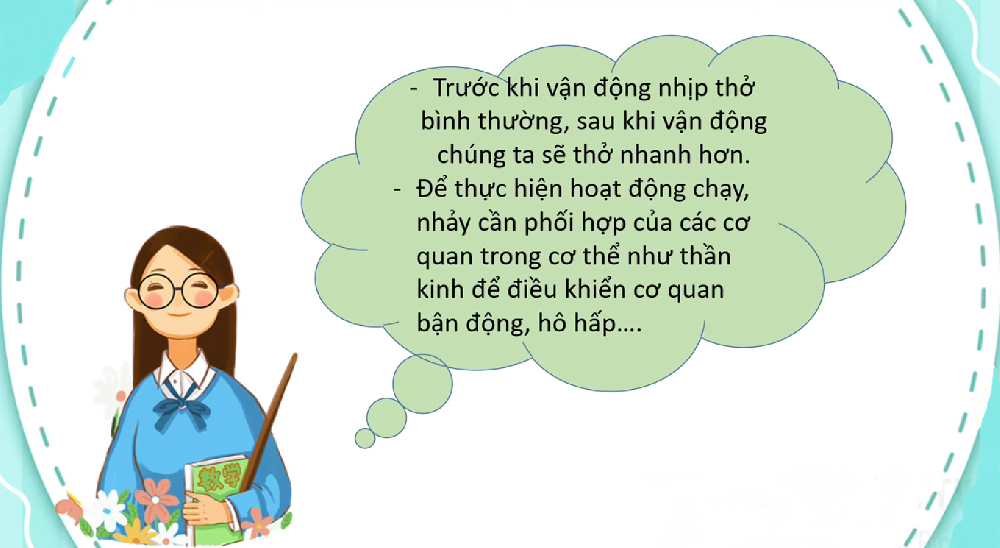 - Trước khi vận động nhịp thở
bình thường, sau khi vận động
chúng ta sẽ thở nhanh hơn.
- Để thực hiện hoạt động chạy,
nhảy cần phối hợp của các cơ
quan trong cơ thể như thần
kinh để điều khiển cơ quan
bận động, hô hấp....
教学